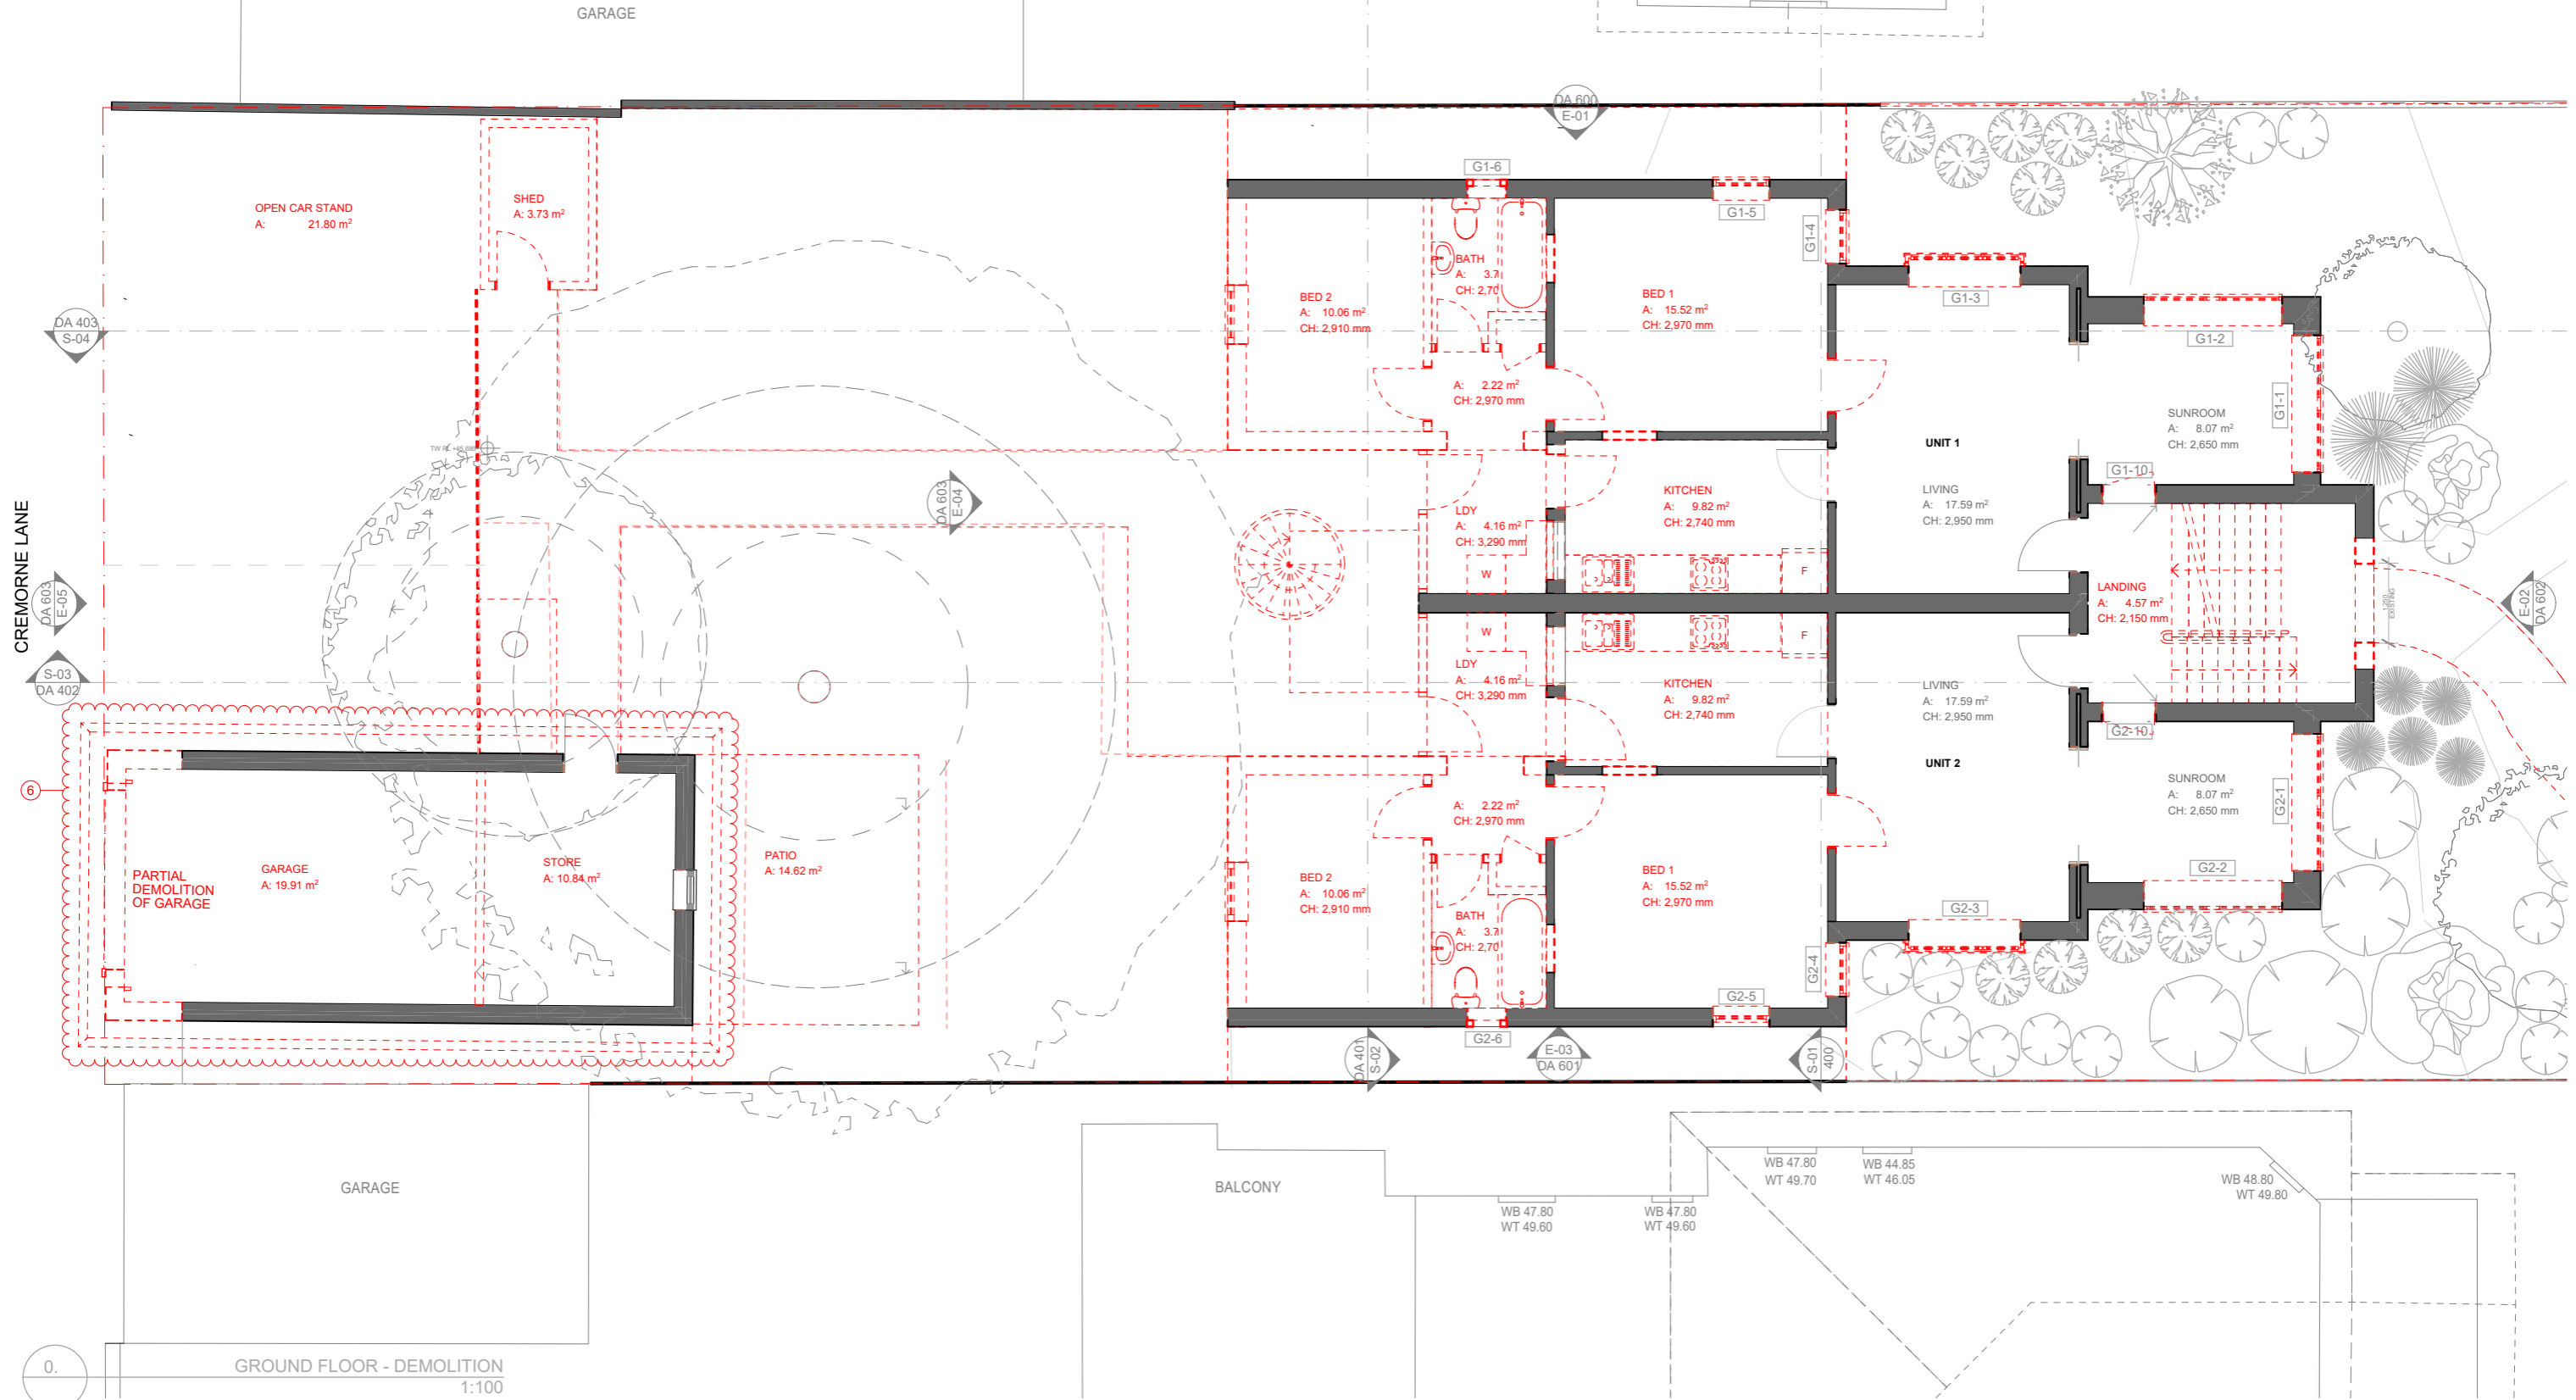 GARAGE
DA 600
E-01
G1-6
OPEN CAR STAND
A: 21.80 m²
SHED
A: 3.73 m²
G1-5
G1-4
BATH
A: 3.7
CH: 2,70
BED 2
A: 10.06 m²
CH: 2,910 mm
BED 1
A: 15.52 m²
CH: 2,970 mm
G1-3
DA 403
S-04
G1-2
A: 2.22 m²
CH: 2,970 mm
G1-1
SUNROOM
A: 8.07 m²
CH: 2,650 mm
UNIT 1
G1-10
DA 603
E-04
KITCHEN
A: 9.82 m²
CH: 2,740 mm
LIVING
A: 17.59 m²
CH: 2,950 mm
LDY
A: 4.16 m²
CH: 3,290 mm
CREMORNE LANE
W
F
DA 603
E-05
LANDING
A: 4.57 m²
CH: 2,150 mm
1,250
EXISTING
E-02
DA 602
W
F
S-03
DA 402
LDY
A: 4.16 m²
CH: 3,290 mm
KITCHEN
A: 9.82 m²
CH: 2,740 mm
LIVING
A: 17.59 m²
CH: 2,950 mm
G2-10
UNIT 2
6
SUNROOM
A: 8.07 m²
CH: 2,650 mm
G2-1
A: 2.22 m²
CH: 2,970 mm
PARTIAL
DEMOLITION
OF GARAGE
GARAGE
A: 19.91 m²
STORE
A: 10.84 m²
PATIO
A: 14.62 m²
BED 2
A: 10.06 m²
CH: 2,910 mm
BED 1
A: 15.52 m²
CH: 2,970 mm
G2-2
BATH
A: 3.7
CH: 2,70
G2-3
G2-4
G2-5
G2-6
DA 401
S-02
E-03
DA 601
S-01
400
GARAGE
BALCONY
WB 47.80
WT 49.70
WB 44.85
WT 46.05
WB 48.80
WT 49.80
WB 47.80
WT 49.60
WB 47.80
WT 49.60
0.
GROUND FLOOR - DEMOLITION
1:100